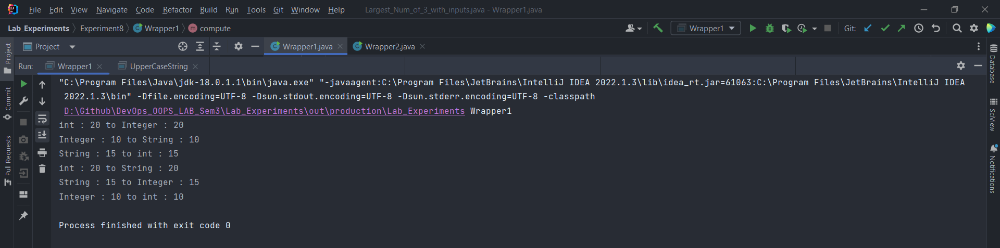 File Edit View Navigate Code Refactor Build Run Tools Git Window Help Largest_Num_of_3_with_inputs.java - Wrapper1.java
Lab_Experiments Experiment8 Wrapper1 compute Wrapper1 Git:
Project Wrapper1.java Wrapper2.java
Run: Wrapper1 UpperCaseString
"C:\Program Files\Java\jdk-18.0.1.1\bin\java.exe" "-javaagent:C:\Program Files\JetBrains\IntelliJ IDEA 2022.1.3\lib\idea_rt.jar=61063:C:\Program Files\JetBrains\IntelliJ IDEA
2022.1.3\bin" -Dfile.encoding=UTF-8 -Dsun.stdout.encoding=UTF-8 -Dsun.stderr.encoding=UTF-8 -classpath
D:\Github\DevOps_OOPS_LAB_Sem3\Lab_Experiments\out\production\Lab_Experiments Wrapper1
int : 20 to Integer : 20
Integer : 10 to String : 10
String : 15 to int : 15
int : 20 to String : 20
String : 15 to Integer : 15
Integer : 10 to int : 10
Process finished with exit code 0
Project
Commit
Pull Requests
Database
SciView
Notifications